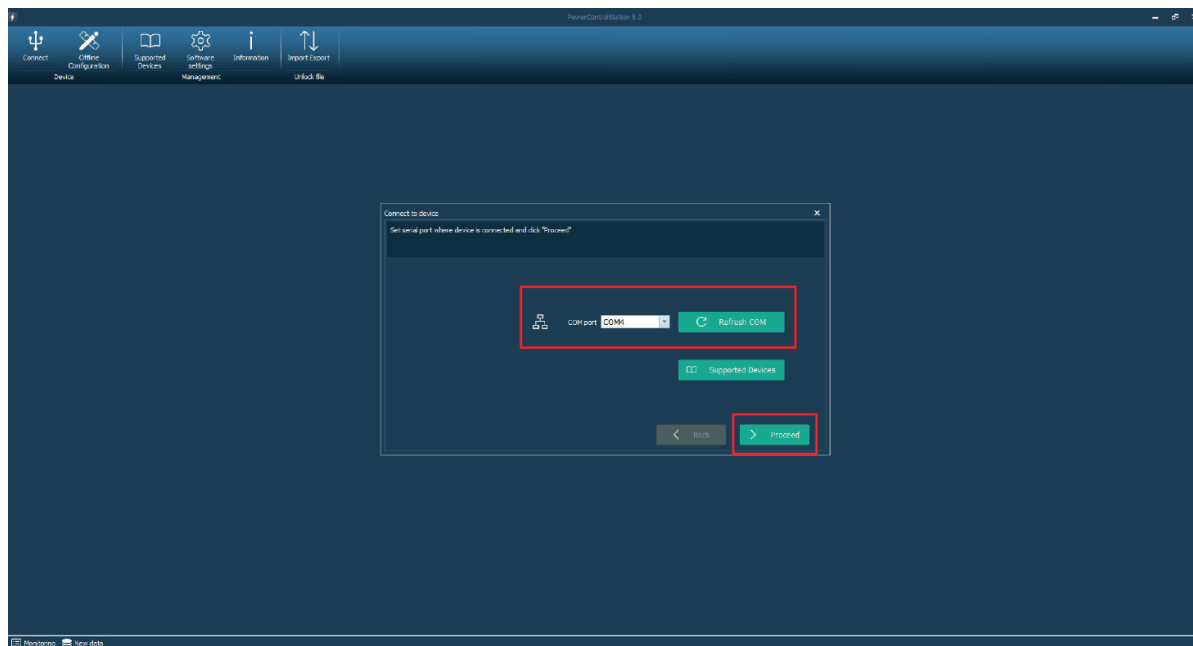 PowerControlStation 5.0
Connect
Offline Configuration
Supported Devices
Software settings
Information
Import Export
Device
Management
Unlock file
Connect to device
Set serial port where device is connected and click "Proceed"
COM port
COM4
Refresh COM
Supported Devices
Back
Proceed
Monitoring
New data